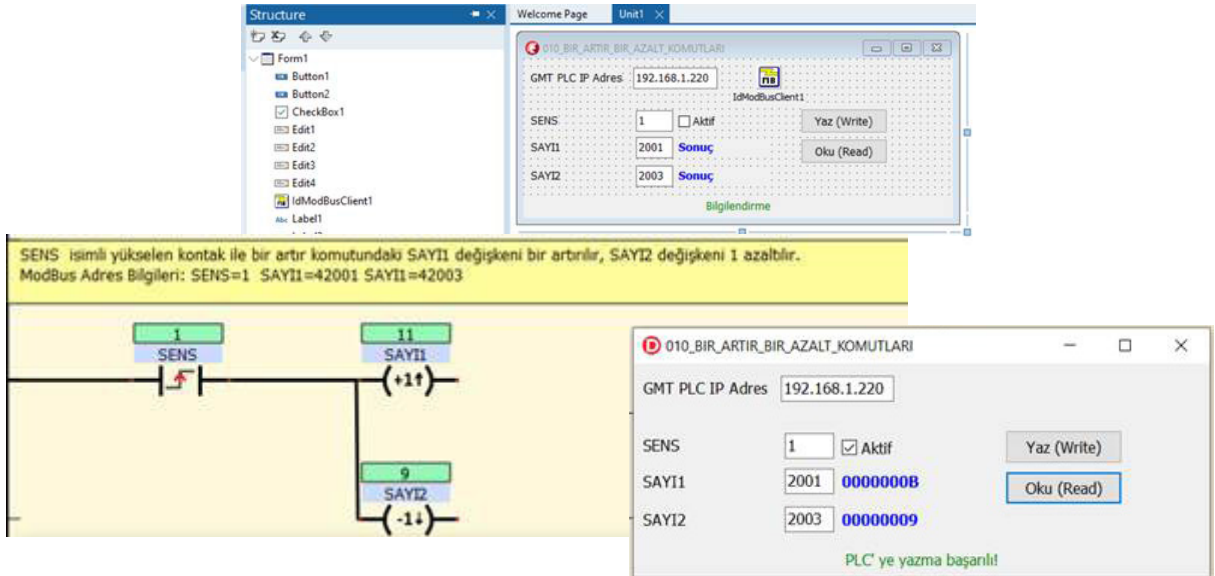 Structure
Form1
Button1
Button2
CheckBox1
Edit1
Edit2
Edit3
Edit4
IdModBusClient1
Abc Label1
Welcome Page Unit1
010_BIR_ARTIR_BIR_AZALT_KOMUTLARI
GMT PLC IP Adres 192.168.1.220
IdModBusClient1
SENS 1 Aktif Yaz (Write)
SAYI1 2001 Sonuç Oku (Read)
SAYI2 2003 Sonuç
Bilgilendirme
SENS isimli yükselen kontak ile bir artır komutundaki SAYI1 değişkeni bir artırılır, SAYI2 değişkeni 1 azaltılır.
ModBus Adres Bilgileri: SENS=1 SAYI1=42001 SAYI1=42003
1
SENS
11
SAYI1
+1↑
9
SAYI2
-1↓
010_BIR_ARTIR_BIR_AZALT_KOMUTLARI
GMT PLC IP Adres 192.168.1.220
SENS 1 Aktif Yaz (Write)
SAYI1 2001 0000000B Oku (Read)
SAYI2 2003 00000009
PLC' ye yazma başarılı!